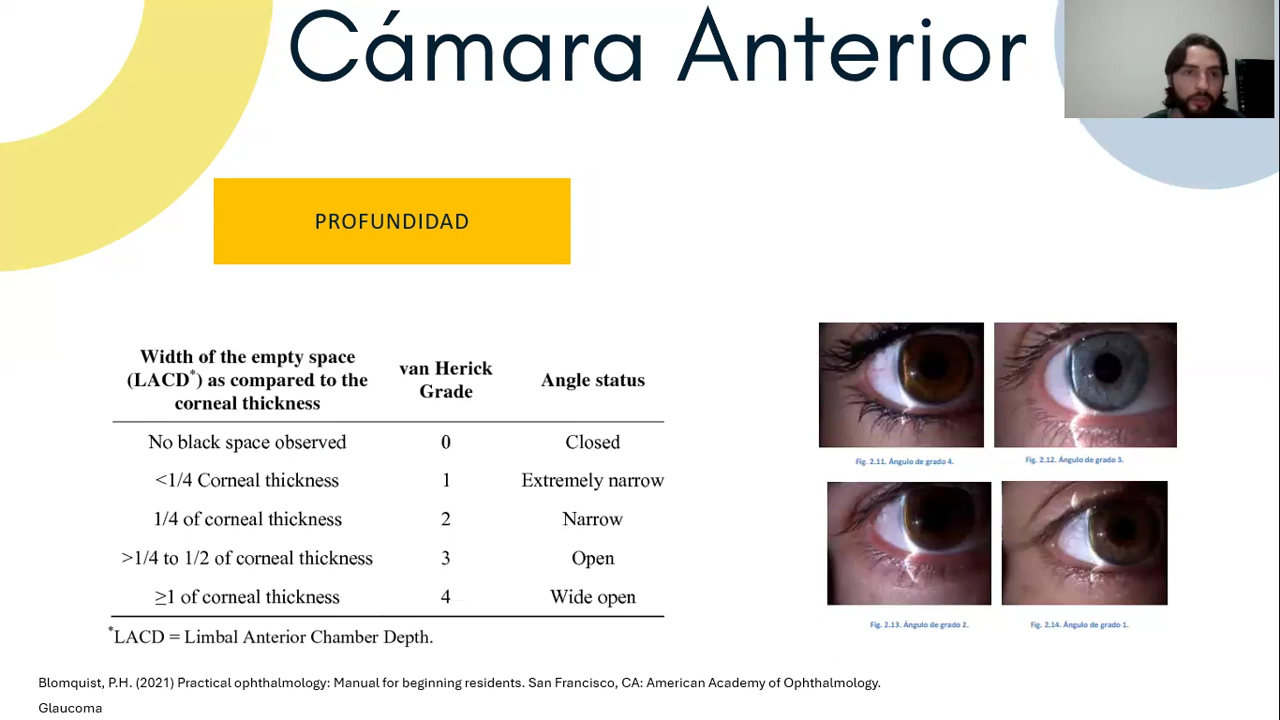 Cámara Anterior
PROFUNDIDAD
Width of the empty space
(LACD*) as compared to the
corneal thickness
van Herick
Grade
Angle status
No black space observed 0 Closed
<1/4 Corneal thickness 1 Extremely narrow
1/4 of corneal thickness 2 Narrow
>1/4 to 1/2 of corneal thickness 3 Open
≥1 of corneal thickness 4 Wide open
*LACD = Limbal Anterior Chamber Depth.
Fig. 2.11. Ángulo de grado 4.
Fig. 2.12. Ángulo de grado 3.
Fig. 2.13. Ángulo de grado 2.
Fig. 2.14. Ángulo de grado 1.
Blomquist, P.H. (2021) Practical ophthalmology: Manual for beginning residents. San Francisco, CA: American Academy of Ophthalmology.
Glaucoma